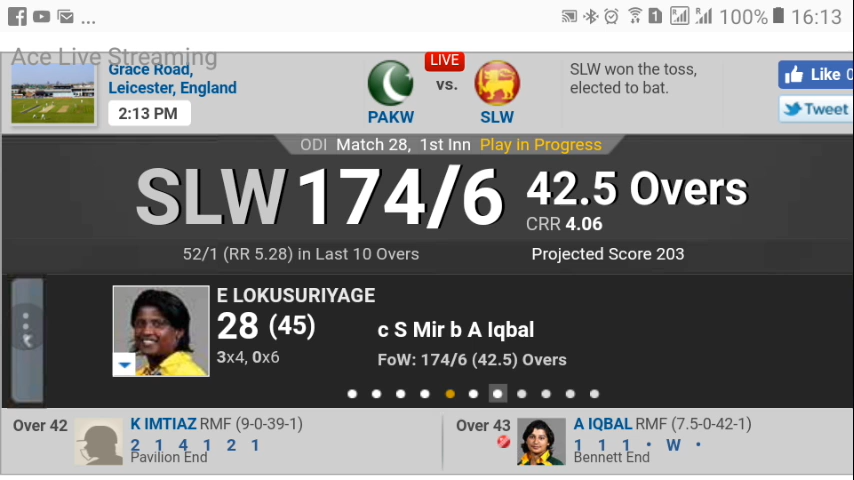 ... 100% 16:13
Ace Live Streaming
Grace Road,
Leicester, England
2:13 PM
PAKW
LIVE
vs.
SLW
SLW won the toss,
elected to bat.
Like 0
Tweet
ODI Match 28, 1st Inn Play in Progress
SLW 174/6 42.5 Overs
CRR 4.06
52/1 (RR 5.28) in Last 10 Overs Projected Score 203
E LOKUSURIYAGE
28 (45) c S Mir b A Iqbal
3x4, 0x6 FoW: 174/6 (42.5) Overs
Over 42 K IMTIAZ RMF (9-0-39-1)
2 1 4 1 2 1
Pavilion End
Over 43 A IQBAL RMF (7.5-0-42-1)
1 1 1 • W •
Bennett End